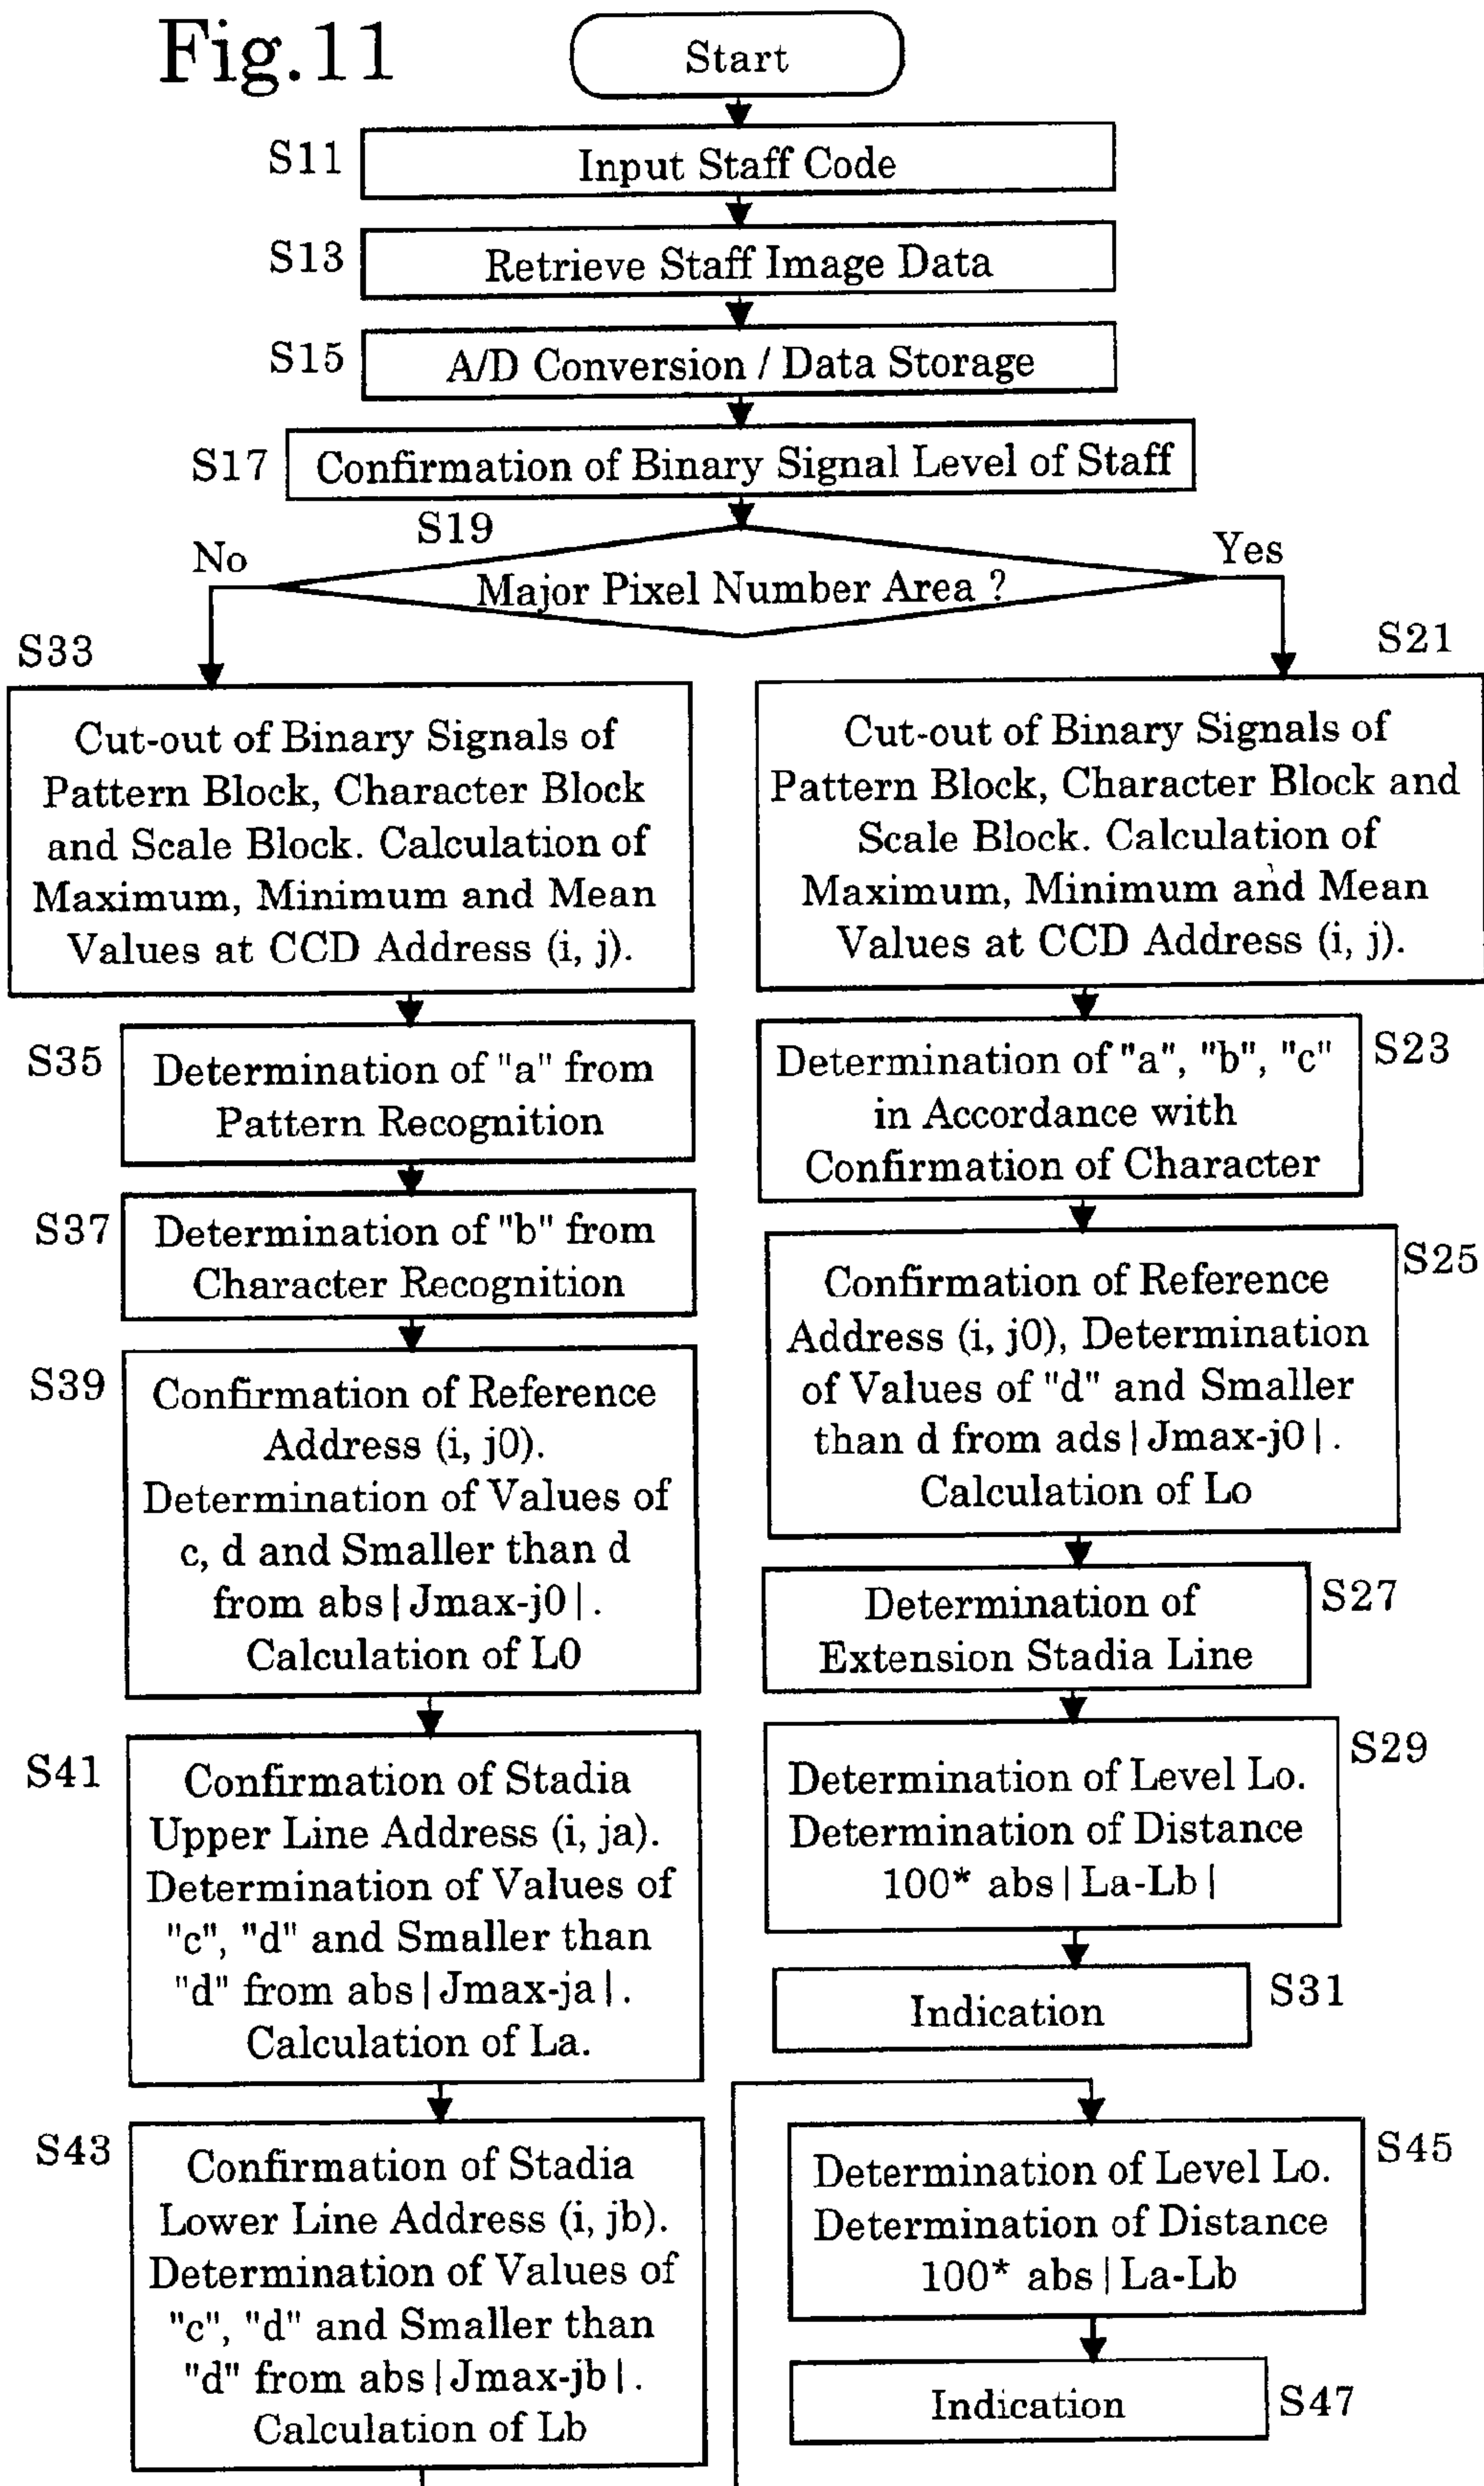 Fig.11
Start
S11
Input Staff Code
S13
Retrieve Staff Image Data
S15
A/D Conversion / Data Storage
S17
Confirmation of Binary Signal Level of Staff
S19
No
Yes
Major Pixel Number Area ?
S33
Cut-out of Binary Signals of
Pattern Block, Character Block
and Scale Block. Calculation of
Maximum, Minimum and Mean
Values at CCD Address (i, j).
S35
Determination of "a" from
Pattern Recognition
S37
Determination of "b" from
Character Recognition
S39
Confirmation of Reference
Address (i, j0).
Determination of Values of
c, d and Smaller than d
from abs|Jmax-j0|.
Calculation of L0
S41
Confirmation of Stadia
Upper Line Address (i, ja).
Determination of Values of
"c", "d" and Smaller than
"d" from abs|Jmax-ja|.
Calculation of La.
S43
Confirmation of Stadia
Lower Line Address (i, jb).
Determination of Values of
"c", "d" and Smaller than
"d" from abs|Jmax-jb|.
Calculation of Lb
S21
Cut-out of Binary Signals of
Pattern Block, Character Block and
Scale Block. Calculation of
Maximum, Minimum and Mean
Values at CCD Address (i, j).
S23
Determination of "a", "b", "c"
in Accordance with
Confirmation of Character
S25
Confirmation of Reference
Address (i, j0), Determination
of Values of "d" and Smaller
than d from ads|Jmax-j0|.
Calculation of Lo
S27
Determination of
Extension Stadia Line
S29
Determination of Level Lo.
Determination of Distance
100* abs|La-Lb|
S31
Indication
S45
Determination of Level Lo.
Determination of Distance
100* abs|La-Lb
Indication
S47